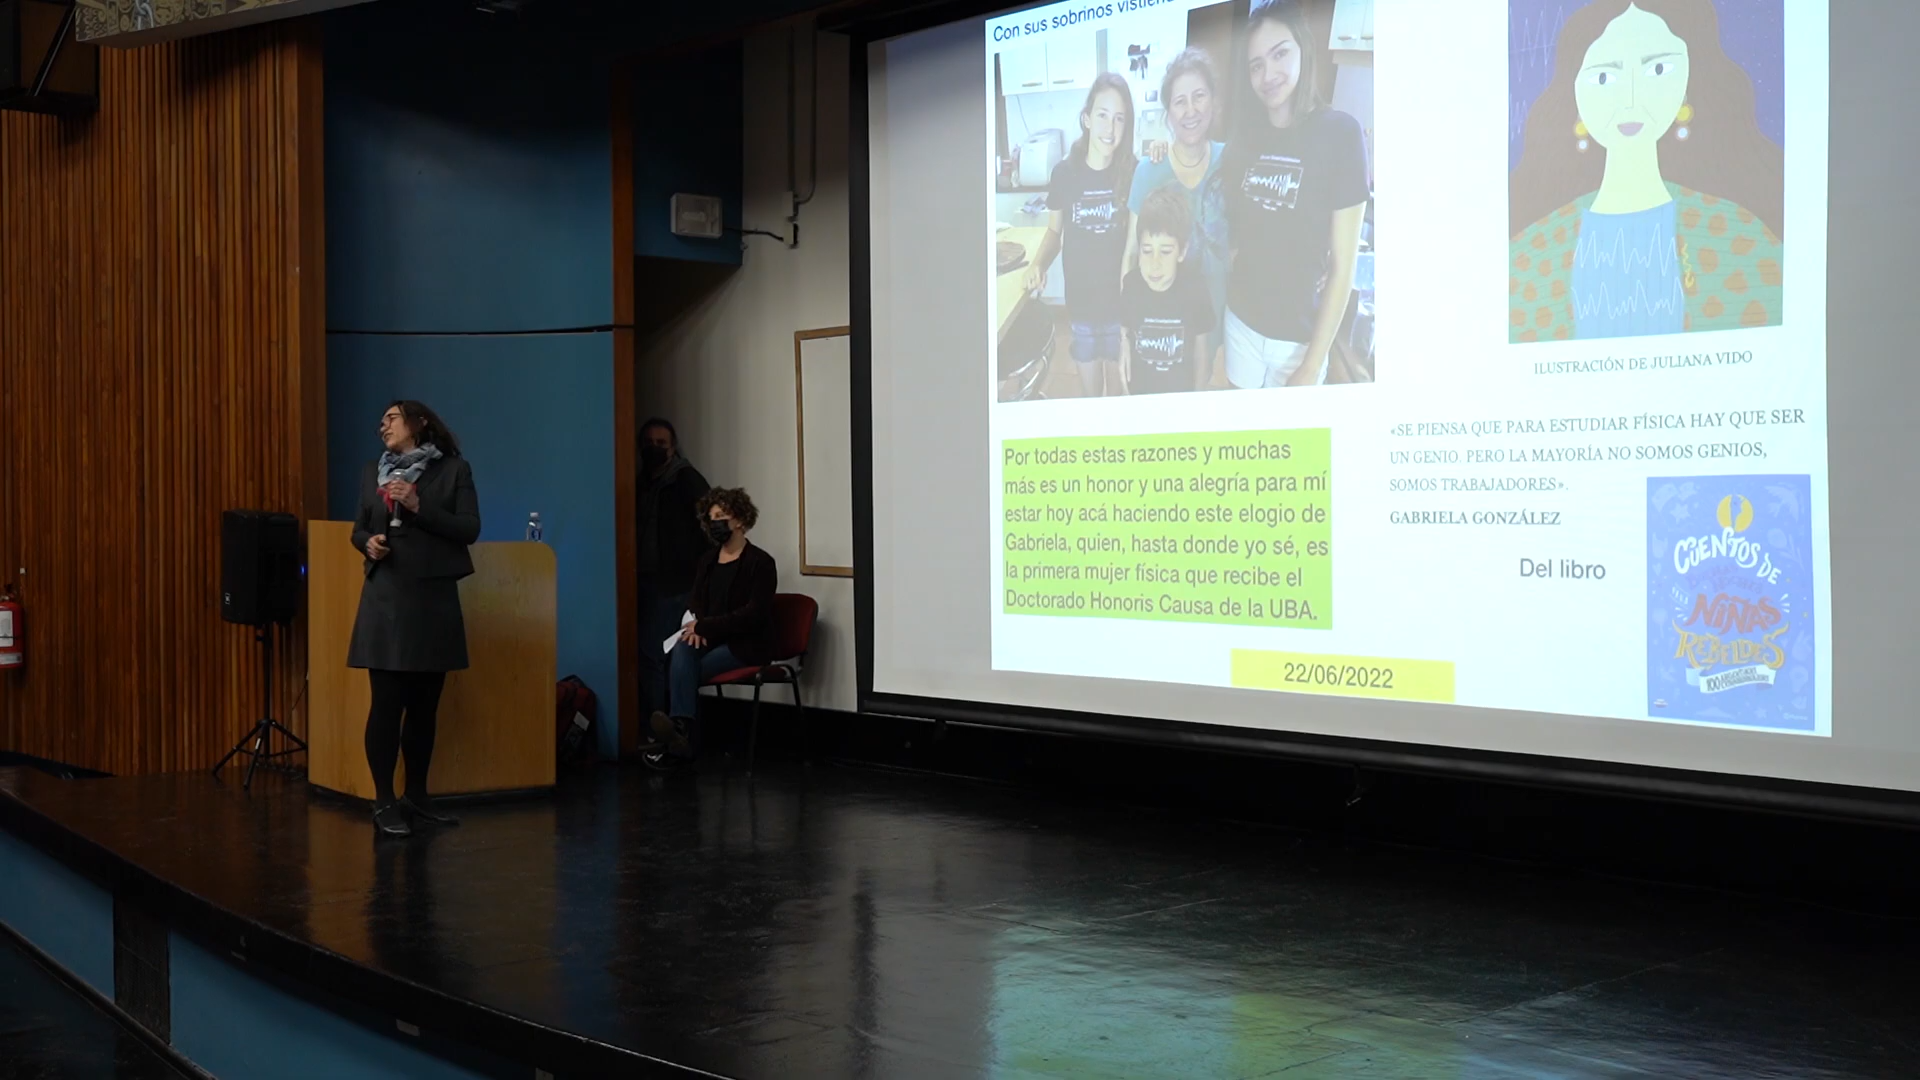 Con sus sobrinos
ILUSTRACIÓN DE JULIANA VIDO
«SE PIENSA QUE PARA ESTUDIAR FÍSICA HAY QUE SER
UN GENIO. PERO LA MAYORÍA NO SOMOS GENIOS,
SOMOS TRABAJADORES».
GABRIELA GONZÁLEZ
Por todas estas razones y muchas
más es un honor y una alegría para mí
estar hoy acá haciendo este elogio de
Gabriela, quien, hasta donde yo sé, es
la primera mujer física que recibe el
Doctorado Honoris Causa de la UBA.
Del libro
CUENTOS DE
NIÑAS
REBELDES
22/06/2022